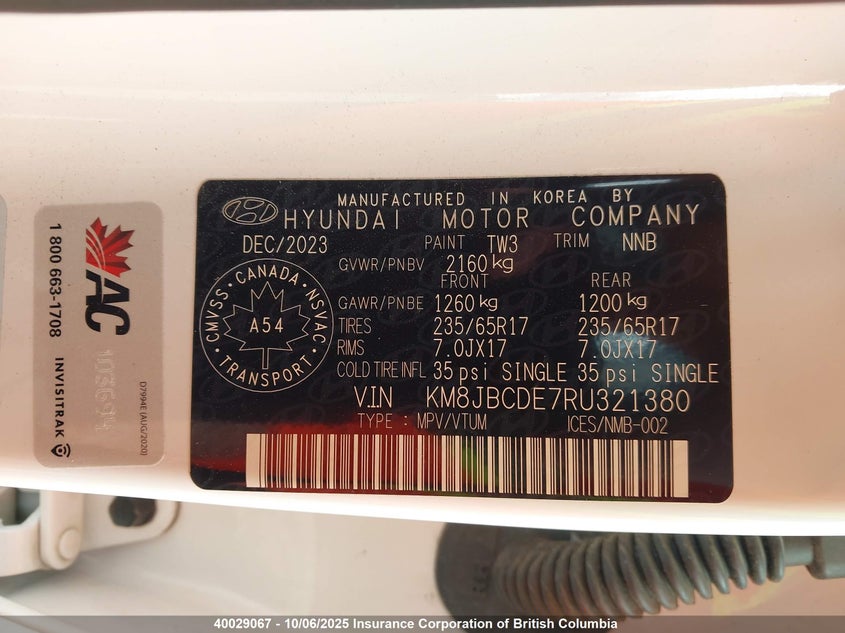 MANUFACTURED IN KOREA BY
HYUNDAI MOTOR COMPANY
DEC/2023 PAINT TW3 TRIM NNB
GVWR/PNBV 2160 kg
FRONT REAR
GAWR/PNBE 1260 kg 1200 kg
TIRES 235/65R17 235/65R17
RIMS 7.0JX17 7.0JX17
COLD TIRE INFL 35 psi SINGLE 35 psi SINGLE
V.I.N KM8JBCDE7RU321380
TYPE : MPV/VTUM ICES/NMB-002
CMVSS · CANADA · NSVAC
A54
TRANSPORT
AC
1 800 663-1708
INVISITRAK
D7994E (AUG/2020)
40029067 - 10/06/2025 Insurance Corporation of British Columbia